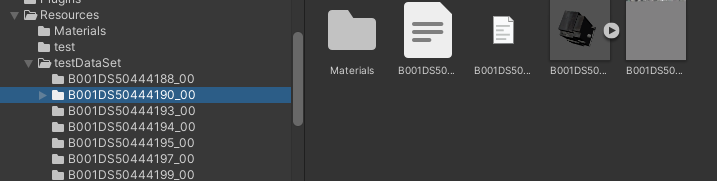 Plugins
Resources
Materials
test
testDataSet
B001DS50444188_00
B001DS50444190_00
B001DS50444193_00
B001DS50444194_00
B001DS50444195_00
B001DS50444197_00
B001DS50444199_00
Materials B001DS50... B001DS50... B001DS50... B001DS50...